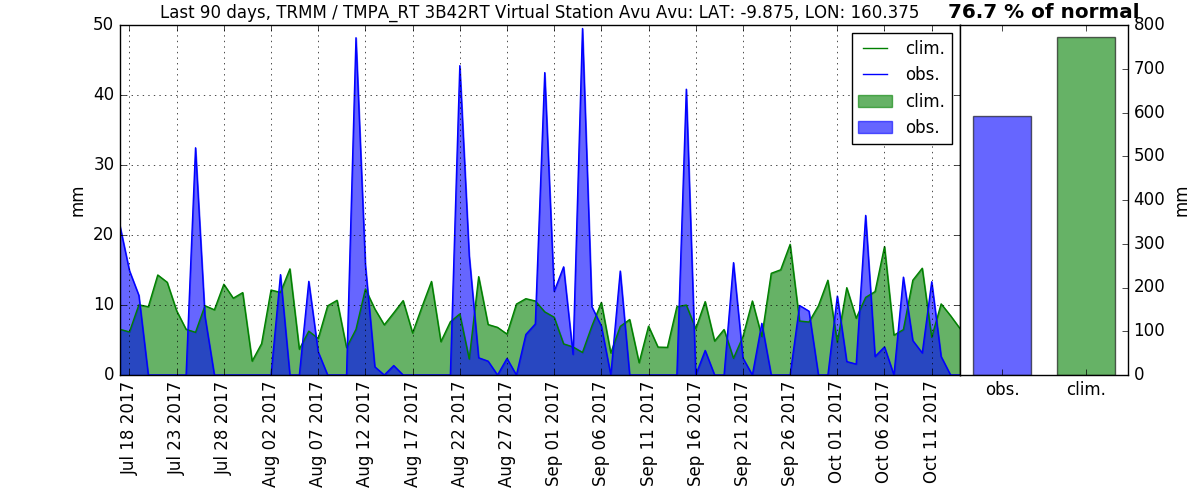 Last 90 days, TRMM / TMPA_RT 3B42RT Virtual Station Avu Avu: LAT: -9.875, LON: 160.375
76.7 % of normal
50
40
30
20
10
0
mm
clim.
obs.
clim.
obs.
800
700
600
500
400
300
200
100
0
mm
obs.
clim.
Jul 18 2017
Jul 23 2017
Jul 28 2017
Aug 02 2017
Aug 07 2017
Aug 12 2017
Aug 17 2017
Aug 22 2017
Aug 27 2017
Sep 01 2017
Sep 06 2017
Sep 11 2017
Sep 16 2017
Sep 21 2017
Sep 26 2017
Oct 01 2017
Oct 06 2017
Oct 11 2017